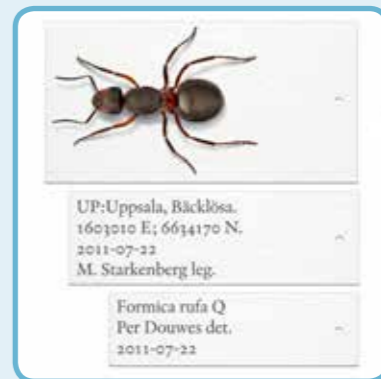 UP:Uppsala, Bäcklösa.
1603010 E; 6634170 N.
2011-07-22
M. Starkenberg leg.
Formica rufa Q
Per Douwes det.
2011-07-22